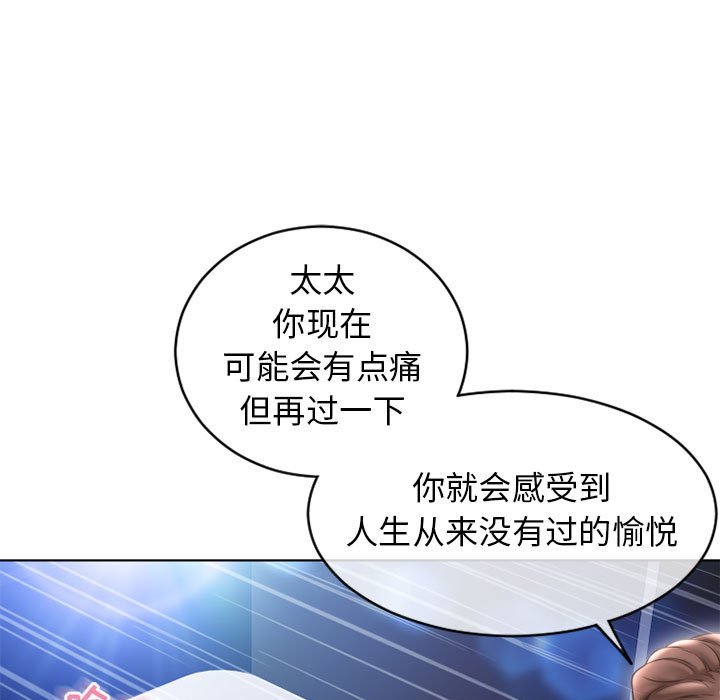 太太
你现在
可能会有点痛
但再过一下
你就会感受到
人生从来没有过的愉悦